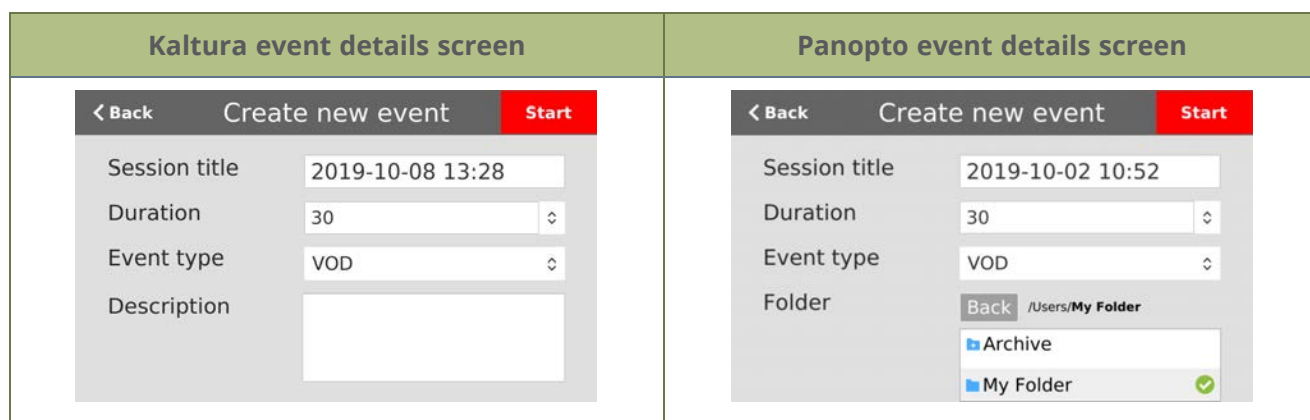 Kaltura event details screen
Panopto event details screen
Back Create new event Start
Session title 2019-10-08 13:28
Duration 30
Event type VOD
Description
Back Create new event Start
Session title 2019-10-02 10:52
Duration 30
Event type VOD
Folder Back /Users/My Folder
Archive
My Folder